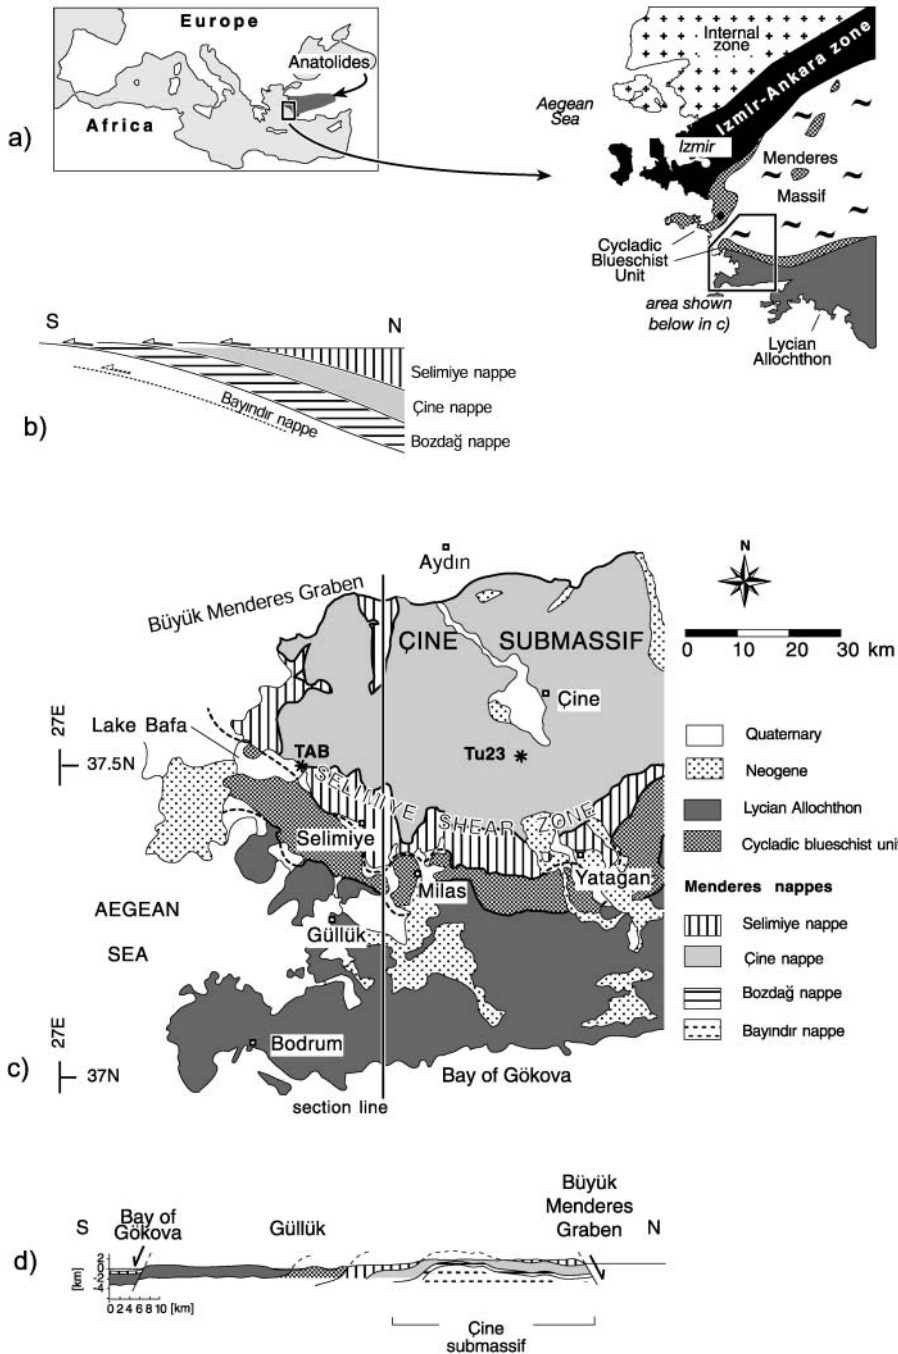 a)
Europe
Anatolides
Africa
Internal
zone
Izmir-Ankara zone
Aegean
Sea
Izmir
Menderes
Massif
Cycladic
Blueschist
Unit
area shown
below in c)
Lycian
Allochthon
b)
S
N
Selimiye nappe
Çine nappe
Bozdağ nappe
Bayındır nappe
c)
Aydın
N
Büyük Menderes Graben
ÇINE SUBMASSIF
0 10 20 30 km
Çine
27E
Lake Bafa
37.5N
TAB
Tu23
SELIMIYE SHEAR ZONE
Selimiye
Yatagan
Milas
AEGEAN
SEA
Güllük
27E
37N
Bodrum
Bay of Gökova
section line
Quaternary
Neogene
Lycian Allochthon
Cycladic blueschist unit
Menderes nappes
Selimiye nappe
Çine nappe
Bozdağ nappe
Bayındır nappe
d)
S
Bay of
Gökova
Güllük
Büyük
Menderes
Graben
N
[km]
2
0
-2
-4
0 2 4 6 8 10 [km]
Çine
submassif